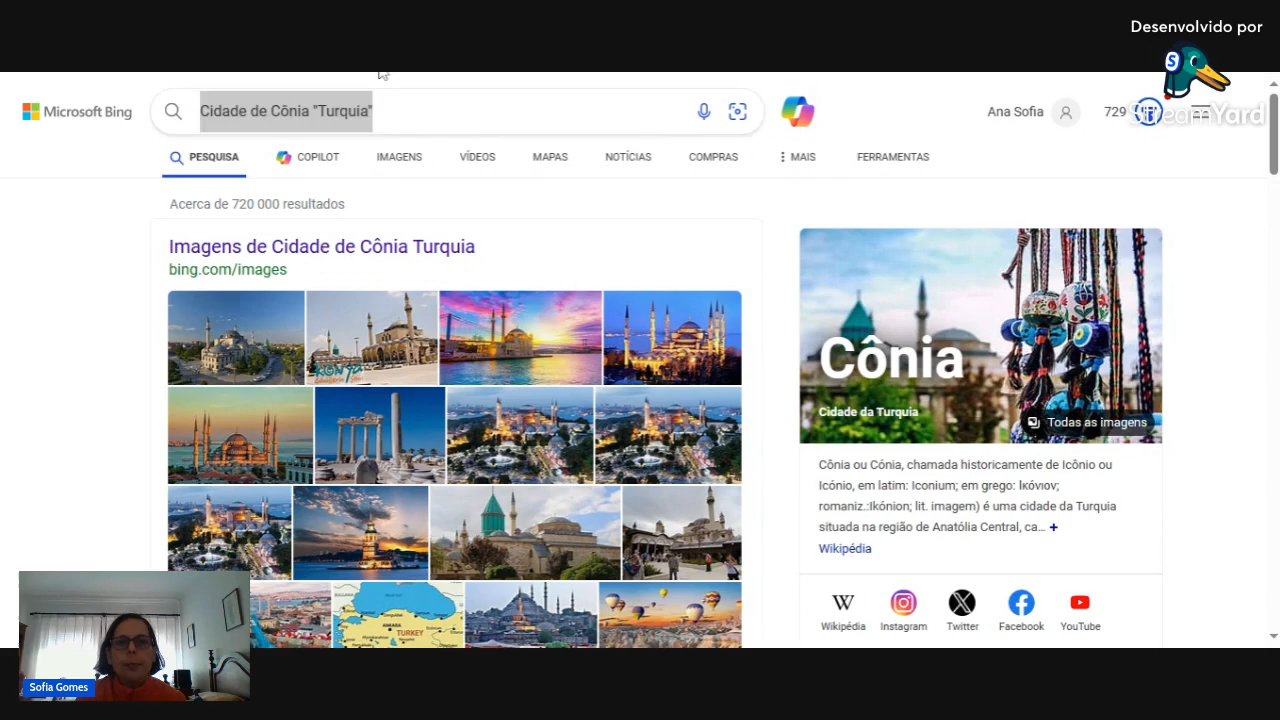 Desenvolvido por
StreamYard
Microsoft Bing
Cidade de Cônia "Turquia"
Ana Sofia
729
PESQUISA
COPILOT
IMAGENS
VÍDEOS
MAPAS
NOTÍCIAS
COMPRAS
MAIS
FERRAMENTAS
Acerca de 720 000 resultados
Imagens de Cidade de Cônia Turquia
bing.com/images
KONYA
ANKARA
TURKEY
Cônia
Cidade da Turquia
Todas as imagens
Cônia ou Cónia, chamada historicamente de Icônio ou
Icónio, em latim: Iconium; em grego: Ικόνιον;
romaniz.:Ikónion; lit. imagem) é uma cidade da Turquia
situada na região de Anatólia Central, ca... +
Wikipédia
W
Wikipédia
Instagram
Twitter
Facebook
YouTube
Sofia Gomes